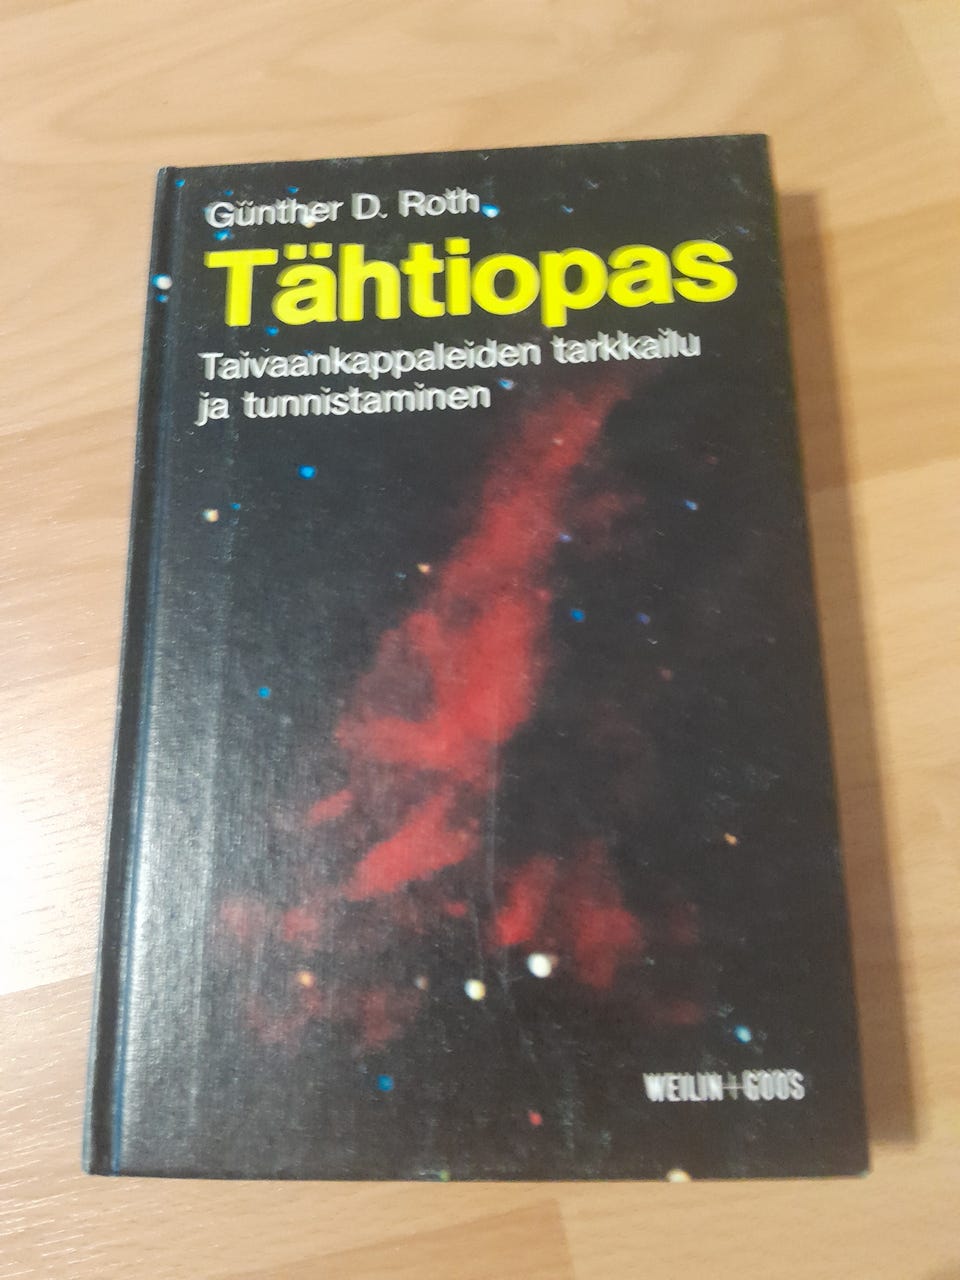 Günther D. Roth
Tähtiopas
Taivaankappaleiden tarkkailu
ja tunnistaminen
WEILIN+GÖÖS